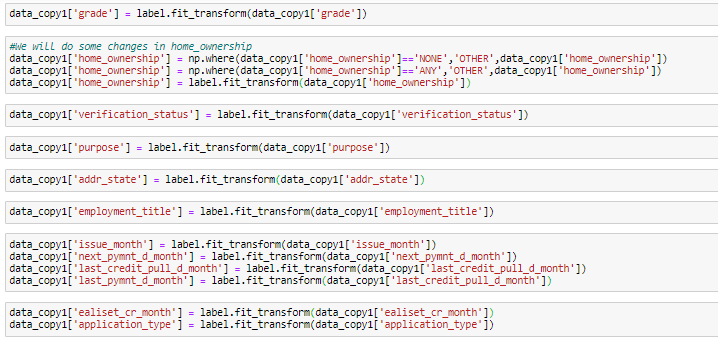 data_copy1['grade'] = label.fit_transform(data_copy1['grade'])
#We will do some changes in home_ownership
data_copy1['home_ownership'] = np.where(data_copy1['home_ownership']=='NONE','OTHER',data_copy1['home_ownership'])
data_copy1['home_ownership'] = np.where(data_copy1['home_ownership']=='ANY','OTHER',data_copy1['home_ownership'])
data_copy1['home_ownership'] = label.fit_transform(data_copy1['home_ownership'])
data_copy1['verification_status'] = label.fit_transform(data_copy1['verification_status'])
data_copy1['purpose'] = label.fit_transform(data_copy1['purpose'])
data_copy1['addr_state'] = label.fit_transform(data_copy1['addr_state'])
data_copy1['employment_title'] = label.fit_transform(data_copy1['employment_title'])
data_copy1['issue_month'] = label.fit_transform(data_copy1['issue_month'])
data_copy1['next_pymnt_d_month'] = label.fit_transform(data_copy1['next_pymnt_d_month'])
data_copy1['last_credit_pull_d_month'] = label.fit_transform(data_copy1['last_credit_pull_d_month'])
data_copy1['last_pymnt_d_month'] = label.fit_transform(data_copy1['last_credit_pull_d_month'])
data_copy1['ealiset_cr_month'] = label.fit_transform(data_copy1['ealiset_cr_month'])
data_copy1['application_type'] = label.fit_transform(data_copy1['application_type'])